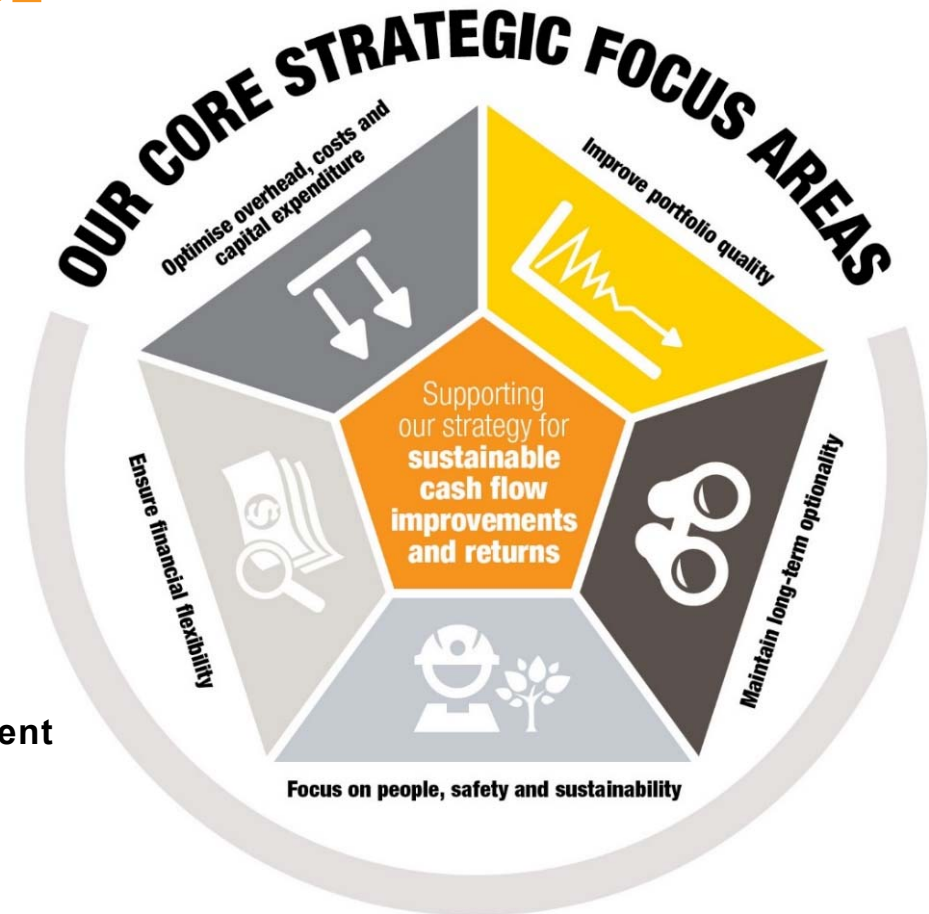 OUR CORE STRATEGIC FOCUS AREAS
Optimise overhead, costs and
capital expenditure
Improve portfolio quality
Supporting
our strategy for
sustainable
cash flow
improvements
and returns
Ensure financial flexibility
Maintain long-term optionality
ent
Focus on people, safety and sustainability